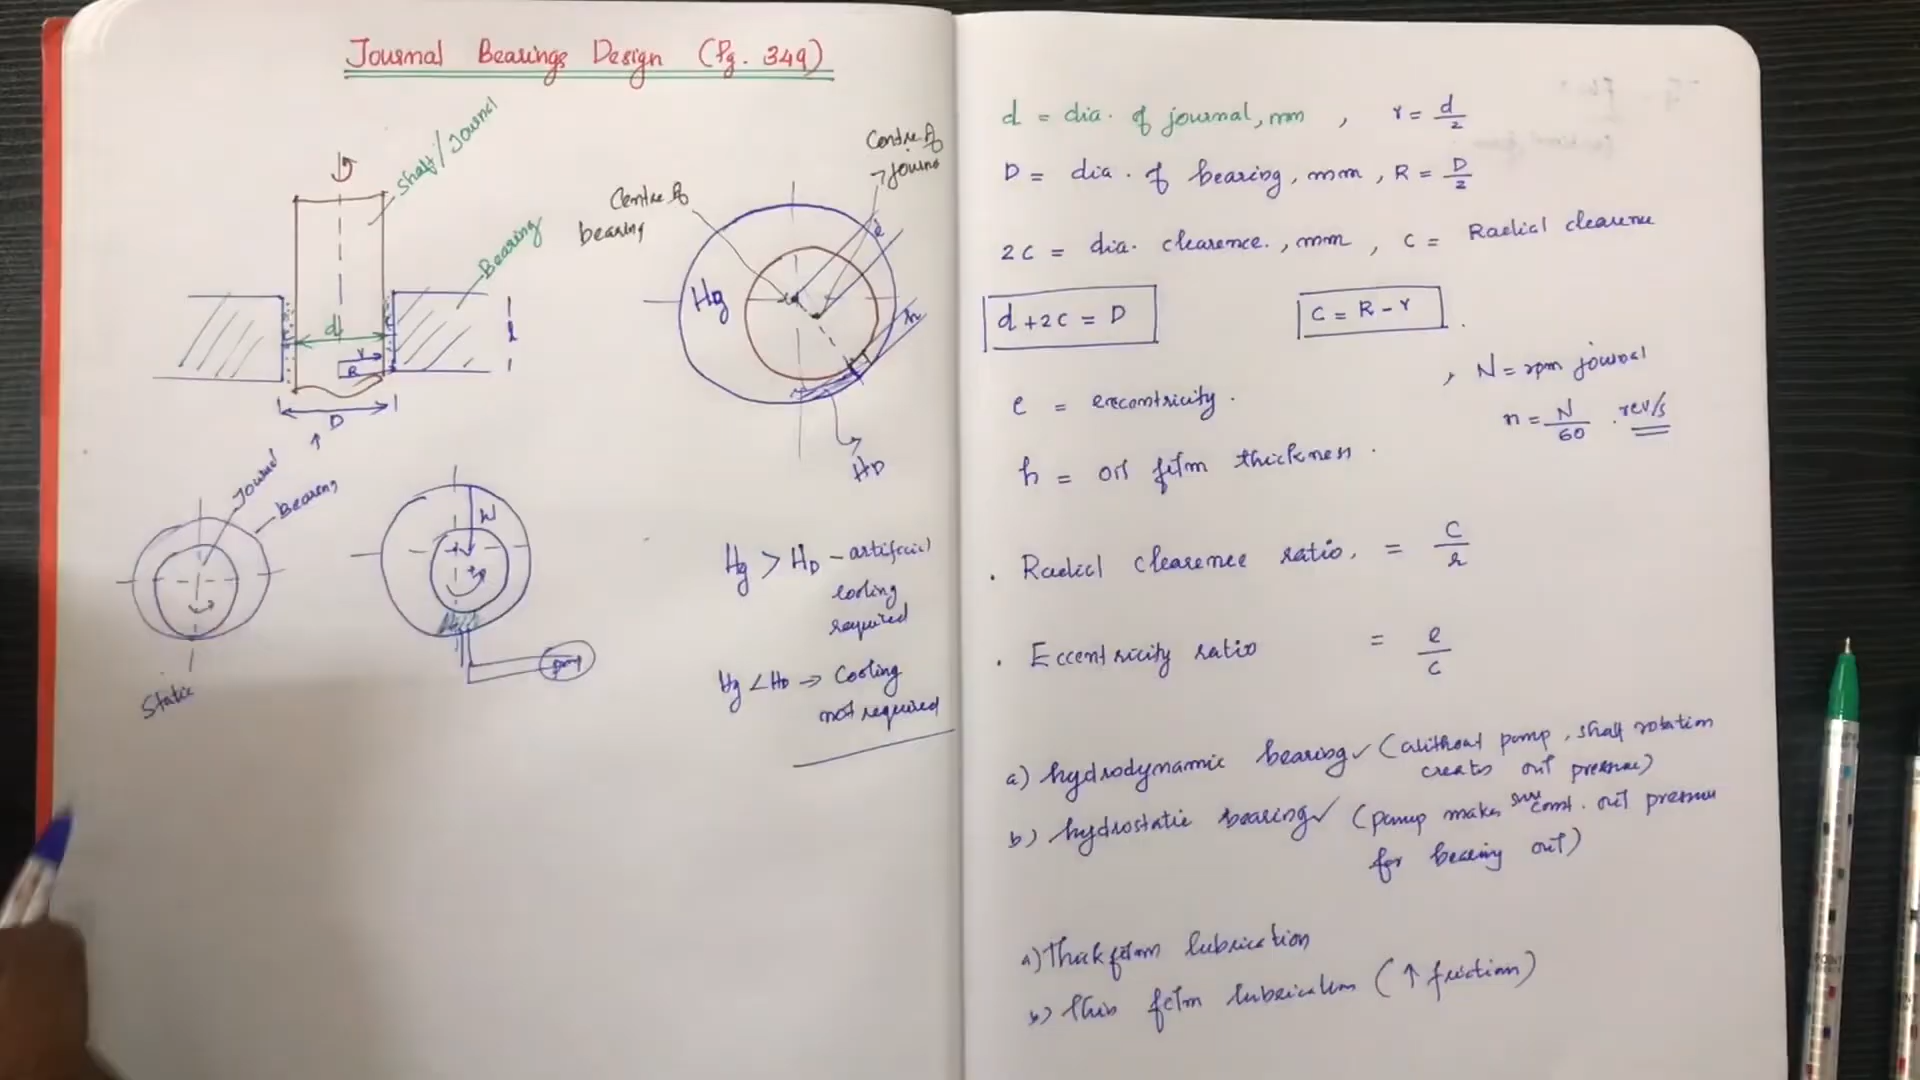 Journal Bearings Design (Pg. 349)
Shaft/Journal
Bearing
d
r
R
l
D
Centre of
bearing
Centre of
journ
e
Hg
h
HD
Journal
Bearing
Static
W
pump
Hg > HD - artificial
cooling
required
Hg < HD → Cooling
not required
d = dia. of journal, mm , r = d/2
D = dia. of bearing, mm, R = D/2
2C = dia. clearence., mm , C = Radial clearence
d + 2C = D
C = R - r .
e = eccentricity .
, N = rpm journal
n = N/60 . rev/s
h = oil film thickness .
. Radial clearence ratio. = C/r
. Eccentricity ratio = e/c
a) hydrodynamic bearing ✓ (without pump, shaft rotation
creates oil pressure)
b) hydrostatic bearing ✓ (pump makes const. oil pressure
for bearing oil)
a) Thick film lubrication
b) thin film lubrication (↑ friction)